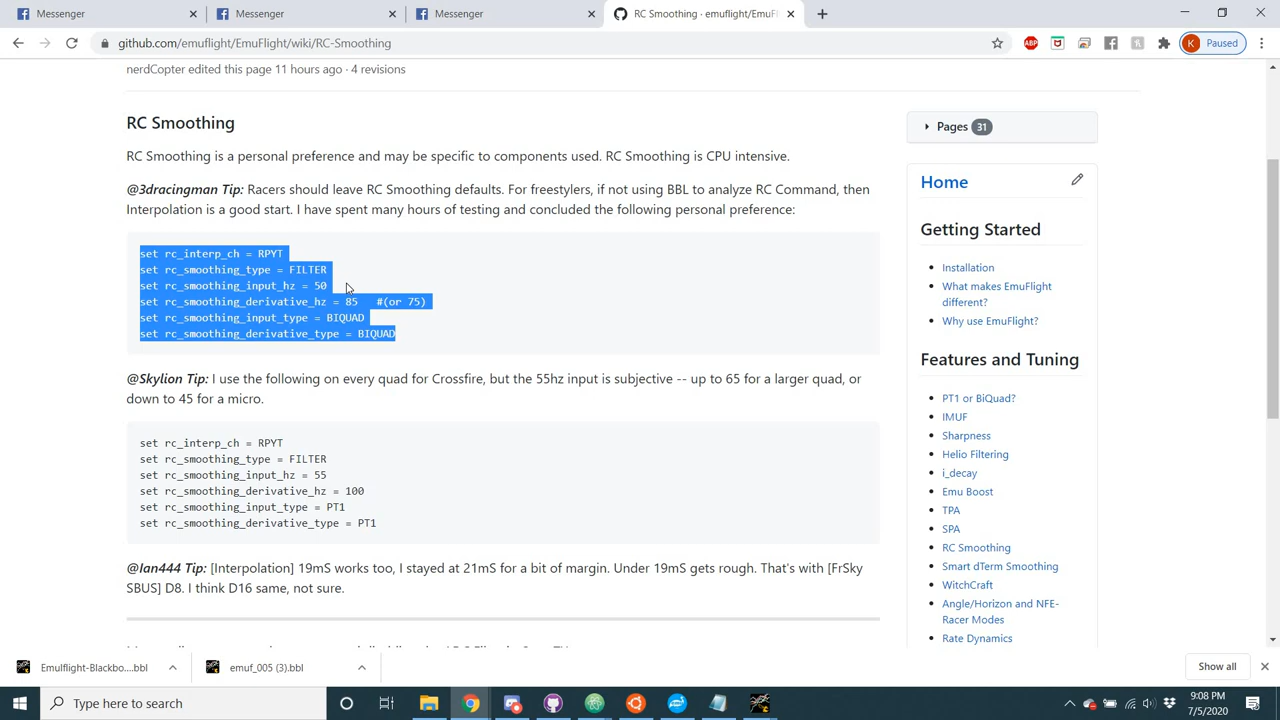 Messenger
Messenger
Messenger
RC Smoothing · emuflight/EmuFl
github.com/emuflight/EmuFlight/wiki/RC-Smoothing
ABP
K Paused
nerdCopter edited this page 11 hours ago · 4 revisions
RC Smoothing
RC Smoothing is a personal preference and may be specific to components used. RC Smoothing is CPU intensive.
@3dracingman Tip: Racers should leave RC Smoothing defaults. For freestylers, if not using BBL to analyze RC Command, then
Interpolation is a good start. I have spent many hours of testing and concluded the following personal preference:
set rc_interp_ch = RPYT
set rc_smoothing_type = FILTER
set rc_smoothing_input_hz = 50
set rc_smoothing_derivative_hz = 85   #(or 75)
set rc_smoothing_input_type = BIQUAD
set rc_smoothing_derivative_type = BIQUAD
@Skylion Tip: I use the following on every quad for Crossfire, but the 55hz input is subjective -- up to 65 for a larger quad, or
down to 45 for a micro.
set rc_interp_ch = RPYT
set rc_smoothing_type = FILTER
set rc_smoothing_input_hz = 55
set rc_smoothing_derivative_hz = 100
set rc_smoothing_input_type = PT1
set rc_smoothing_derivative_type = PT1
@Ian444 Tip: [Interpolation] 19mS works too, I stayed at 21mS for a bit of margin. Under 19mS gets rough. That's with [FrSky
SBUS] D8. I think D16 same, not sure.
Pages 31
Home
Getting Started
Installation
What makes EmuFlight
different?
Why use EmuFlight?
Features and Tuning
PT1 or BiQuad?
IMUF
Sharpness
Helio Filtering
i_decay
Emu Boost
TPA
SPA
RC Smoothing
Smart dTerm Smoothing
WitchCraft
Angle/Horizon and NFE-
Racer Modes
Rate Dynamics
Emulflight-Blackbo....bbl
emuf_005 (3).bbl
Show all
Type here to search
9:08 PM
7/5/2020